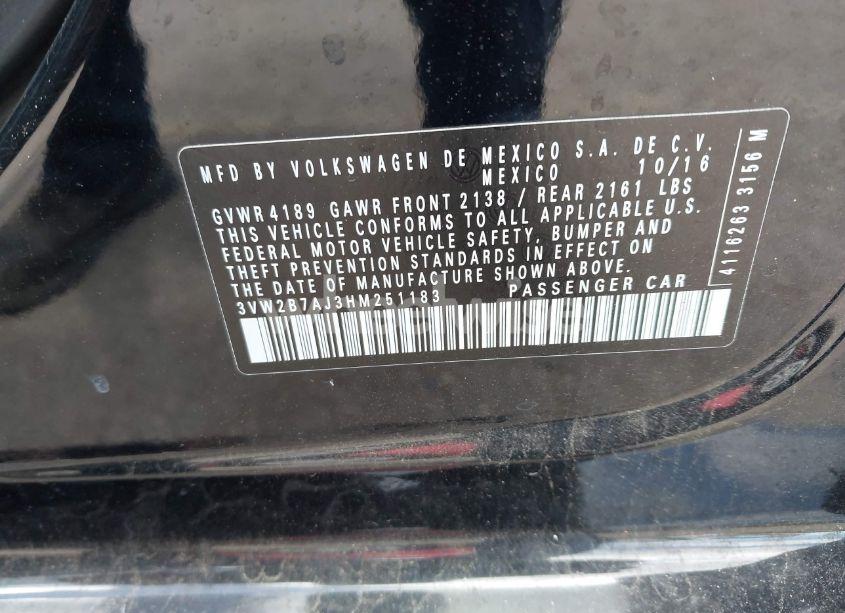 MFD BY VOLKSWAGEN DE MEXICO S.A. DE C.V.
MEXICO 10/16
GVWR 4189 GAWR FRONT 2138 / REAR 2161 LBS
THIS VEHICLE CONFORMS TO ALL APPLICABLE U.S.
FEDERAL MOTOR VEHICLE SAFETY, BUMPER AND
THEFT PREVENTION STANDARDS IN EFFECT ON
THE DATE OF MANUFACTURE SHOWN ABOVE.
3VW2B7AJ3HM251183 PASSENGER CAR
4116263 3156 M